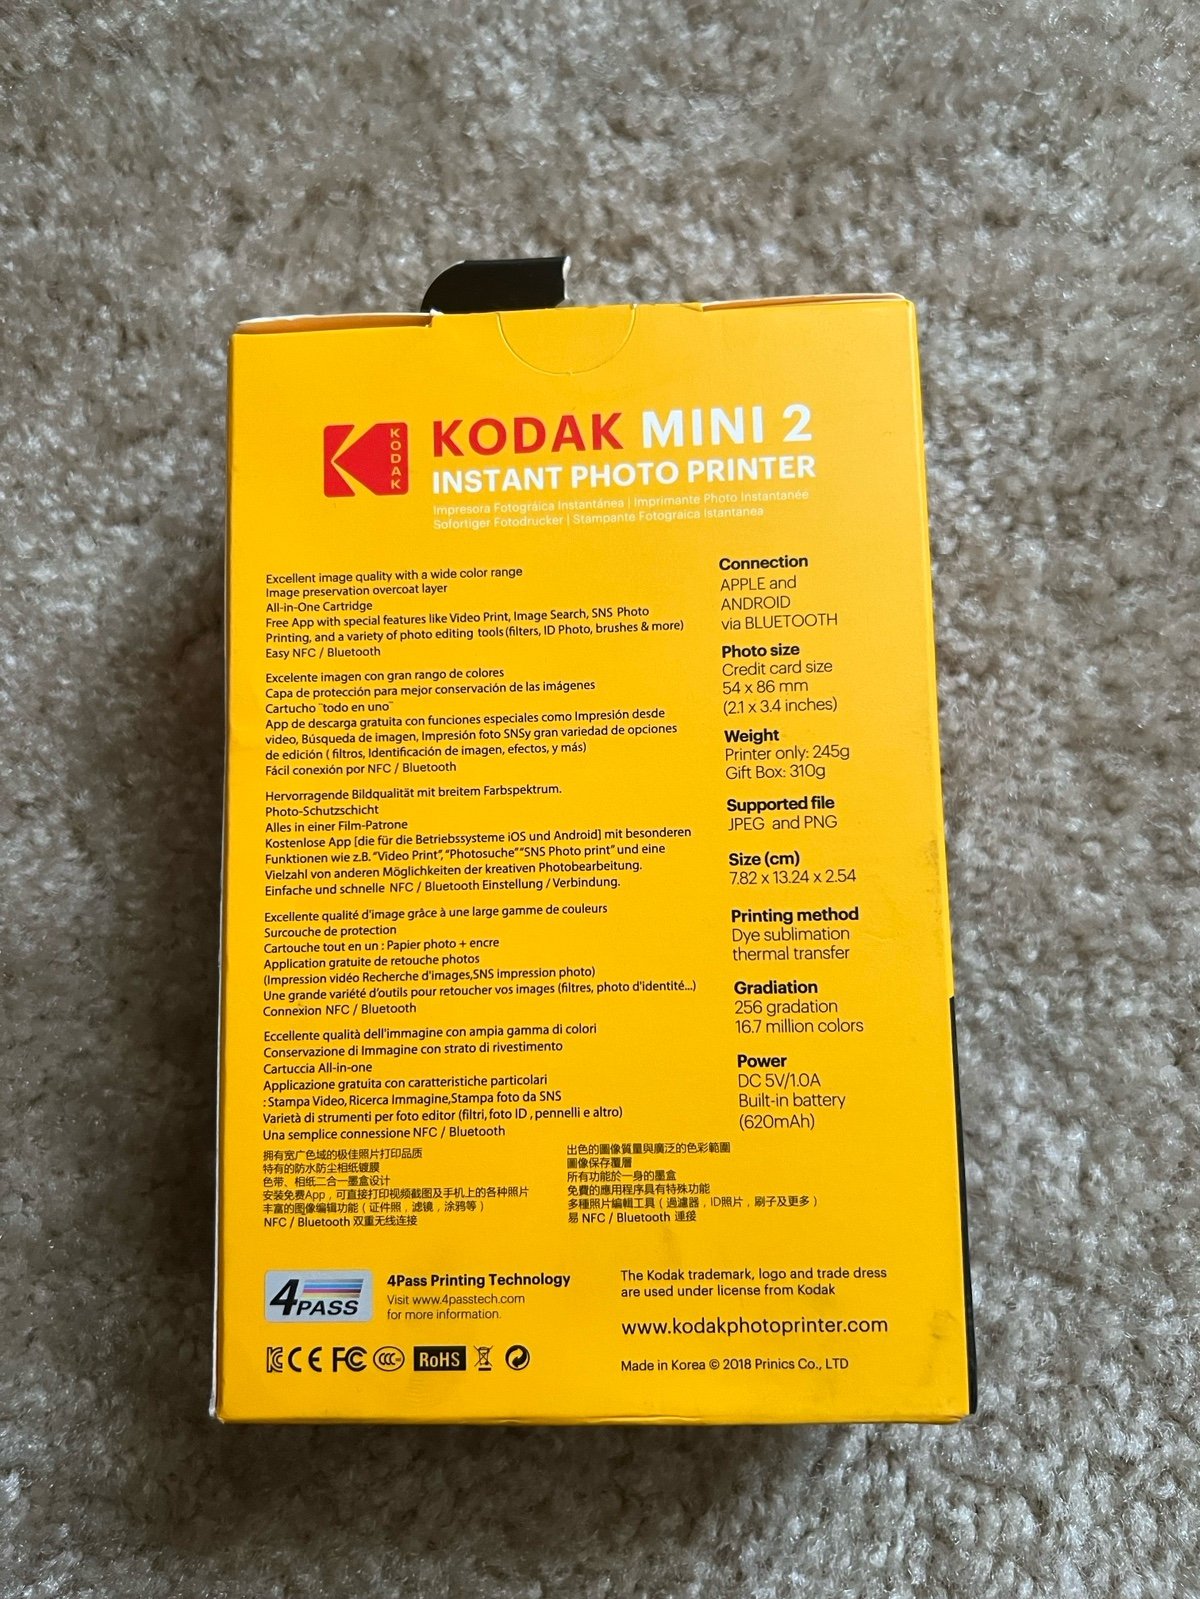 KODAK
KODAK MINI 2
INSTANT PHOTO PRINTER
Impresora Fotográica Instantánea | Imprimante Photo Instantanée
Sofortiger Fotodrucker | Stampante Fotograica Istantanea
Excellent image quality with a wide color range
Image preservation overcoat layer
All-in-One Cartridge
Free App with special features like Video Print, Image Search, SNS Photo
Printing, and a variety of photo editing tools (filters, ID Photo, brushes & more)
Easy NFC / Bluetooth
Excelente imagen con gran rango de colores
Capa de protección para mejor conservación de las imágenes
Cartucho ¨todo en uno¨
App de descarga gratuita con funciones especiales como Impresión desde
video, Búsqueda de imagen, Impresión foto SNSy gran variedad de opciones
de edición ( filtros, Identificación de imagen, efectos, y más)
Fácil conexión por NFC / Bluetooth
Hervorragende Bildqualität mit breitem Farbspektrum.
Photo-Schutzschicht
Alles in einer Film-Patrone
Kostenlose App [die für die Betriebssysteme iOS und Android] mit besonderen
Funktionen wie z.B. "Video Print", "Photosuche" "SNS Photo print" und eine
Vielzahl von anderen Möglichkeiten der kreativen Photobearbeitung.
Einfache und schnelle NFC / Bluetooth Einstellung / Verbindung.
Excellente qualité d'image grâce à une large gamme de couleurs
Surcouche de protection
Cartouche tout en un : Papier photo + encre
Application gratuite de retouche photos
(Impression vidéo Recherche d'images,SNS impression photo)
Une grande variété d'outils pour retoucher vos images (filtres, photo d'identité...)
Connexion NFC / Bluetooth
Eccellente qualità dell'immagine con ampia gamma di colori
Conservazione di Immagine con strato di rivestimento
Cartuccia All-in-one
Applicazione gratuita con caratteristiche particolari
: Stampa Video, Ricerca Immagine,Stampa foto da SNS
Varietà di strumenti per foto editor (filtri, foto ID , pennelli e altro)
Una semplice connessione NFC / Bluetooth
拥有宽广色域的极佳照片打印品质
特有的防水防尘相纸镀膜
色带、相纸二合一墨盒设计
安装免费App，可直接打印视频截图及手机上的各种照片
丰富的图像编辑功能（证件照，滤镜，涂鸦等）
NFC / Bluetooth 双重无线连接
出色的圖像質量與廣泛的色彩範圍
圖像保存覆層
所有功能於一身的墨盒
免費的應用程序具有特殊功能
多種照片編輯工具（過濾器，ID照片，刷子及更多）
易 NFC / Bluetooth 連接
Connection
APPLE and
ANDROID
via BLUETOOTH
Photo size
Credit card size
54 x 86 mm
(2.1 x 3.4 inches)
Weight
Printer only: 245g
Gift Box: 310g
Supported file
JPEG and PNG
Size (cm)
7.82 x 13.24 x 2.54
Printing method
Dye sublimation
thermal transfer
Gradiation
256 gradation
16.7 million colors
Power
DC 5V/1.0A
Built-in battery
(620mAh)
4PASS
4Pass Printing Technology
Visit www.4passtech.com
for more information.
The Kodak trademark, logo and trade dress
are used under license from Kodak
www.kodakphotoprinter.com
CE FC CCC RoHS
Made in Korea © 2018 Prinics Co., LTD